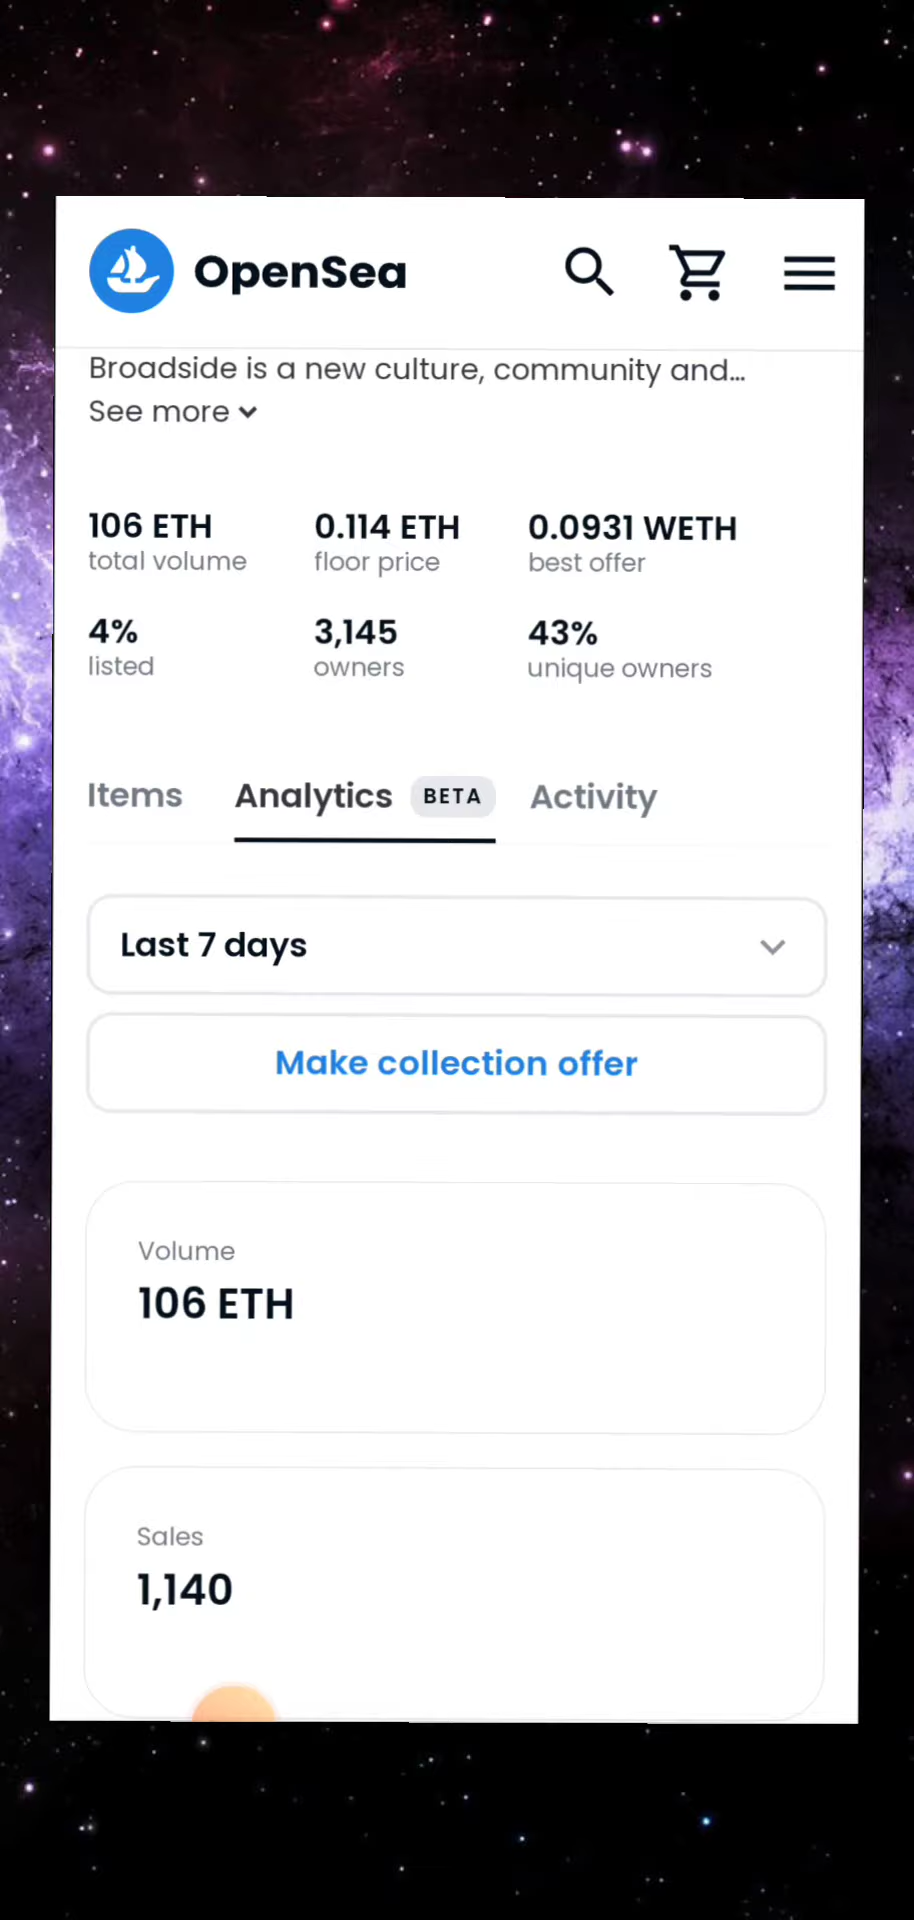 OpenSea
Broadside is a new culture, community and...
See more
106 ETH
total volume
0.114 ETH
floor price
0.0931 WETH
best offer
4%
listed
3,145
owners
43%
unique owners
Items
Analytics
BETA
Activity
Last 7 days
Make collection offer
Volume
106 ETH
Sales
1,140